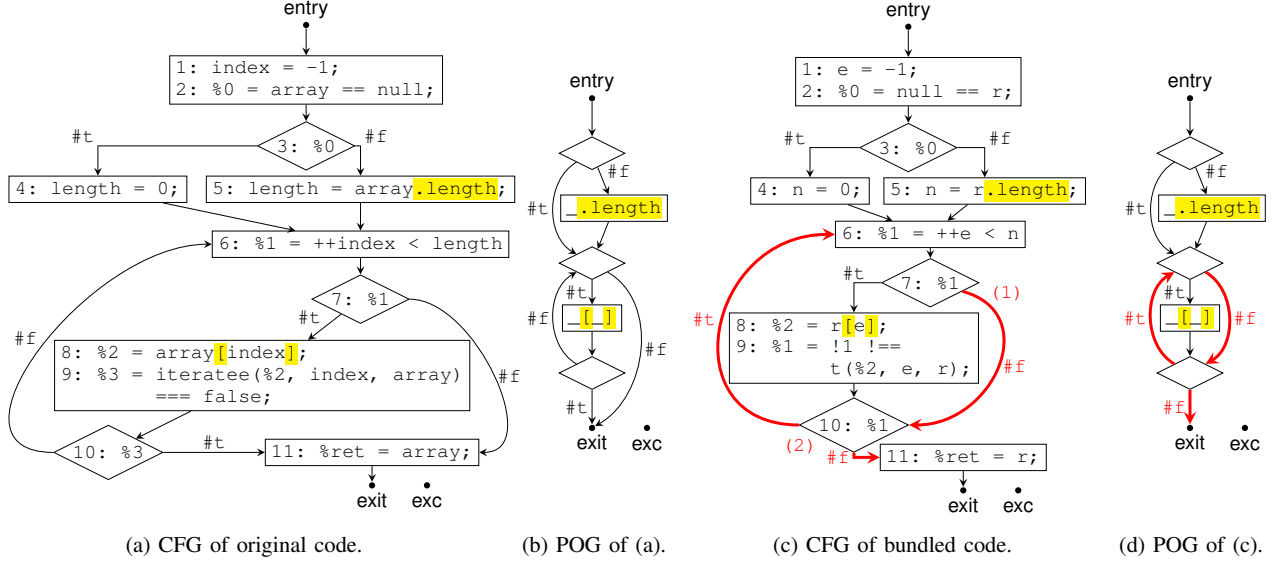 entry
1: index = -1;
2: %0 = array == null;
#t
#f
3: %0
4: length = 0;
5: length = array.length;
6: %1 = ++index < length
7: %1
#t
#f
8: %2 = array[index];
9: %3 = iteratee(%2, index, array)
=== false;
#f
10: %3
#t
11: %ret = array;
exit
exc
(a) CFG of original code.
entry
#f
_.length
#t
#t
#f
_[_]
#f
#t
exit
exc
(b) POG of (a).
entry
1: e = -1;
2: %0 = null == r;
#t
#f
3: %0
4: n = 0;
5: n = r.length;
6: %1 = ++e < n
#t
7: %1
(1)
#t
8: %2 = r[e];
9: %1 = !1 !==
t(%2, e, r);
#f
10: %1
(2)
#f
11: %ret = r;
exit
exc
(c) CFG of bundled code.
entry
#f
_.length
#t
#t
#t
_[_]
#f
#f
exit
exc
(d) POG of (c).